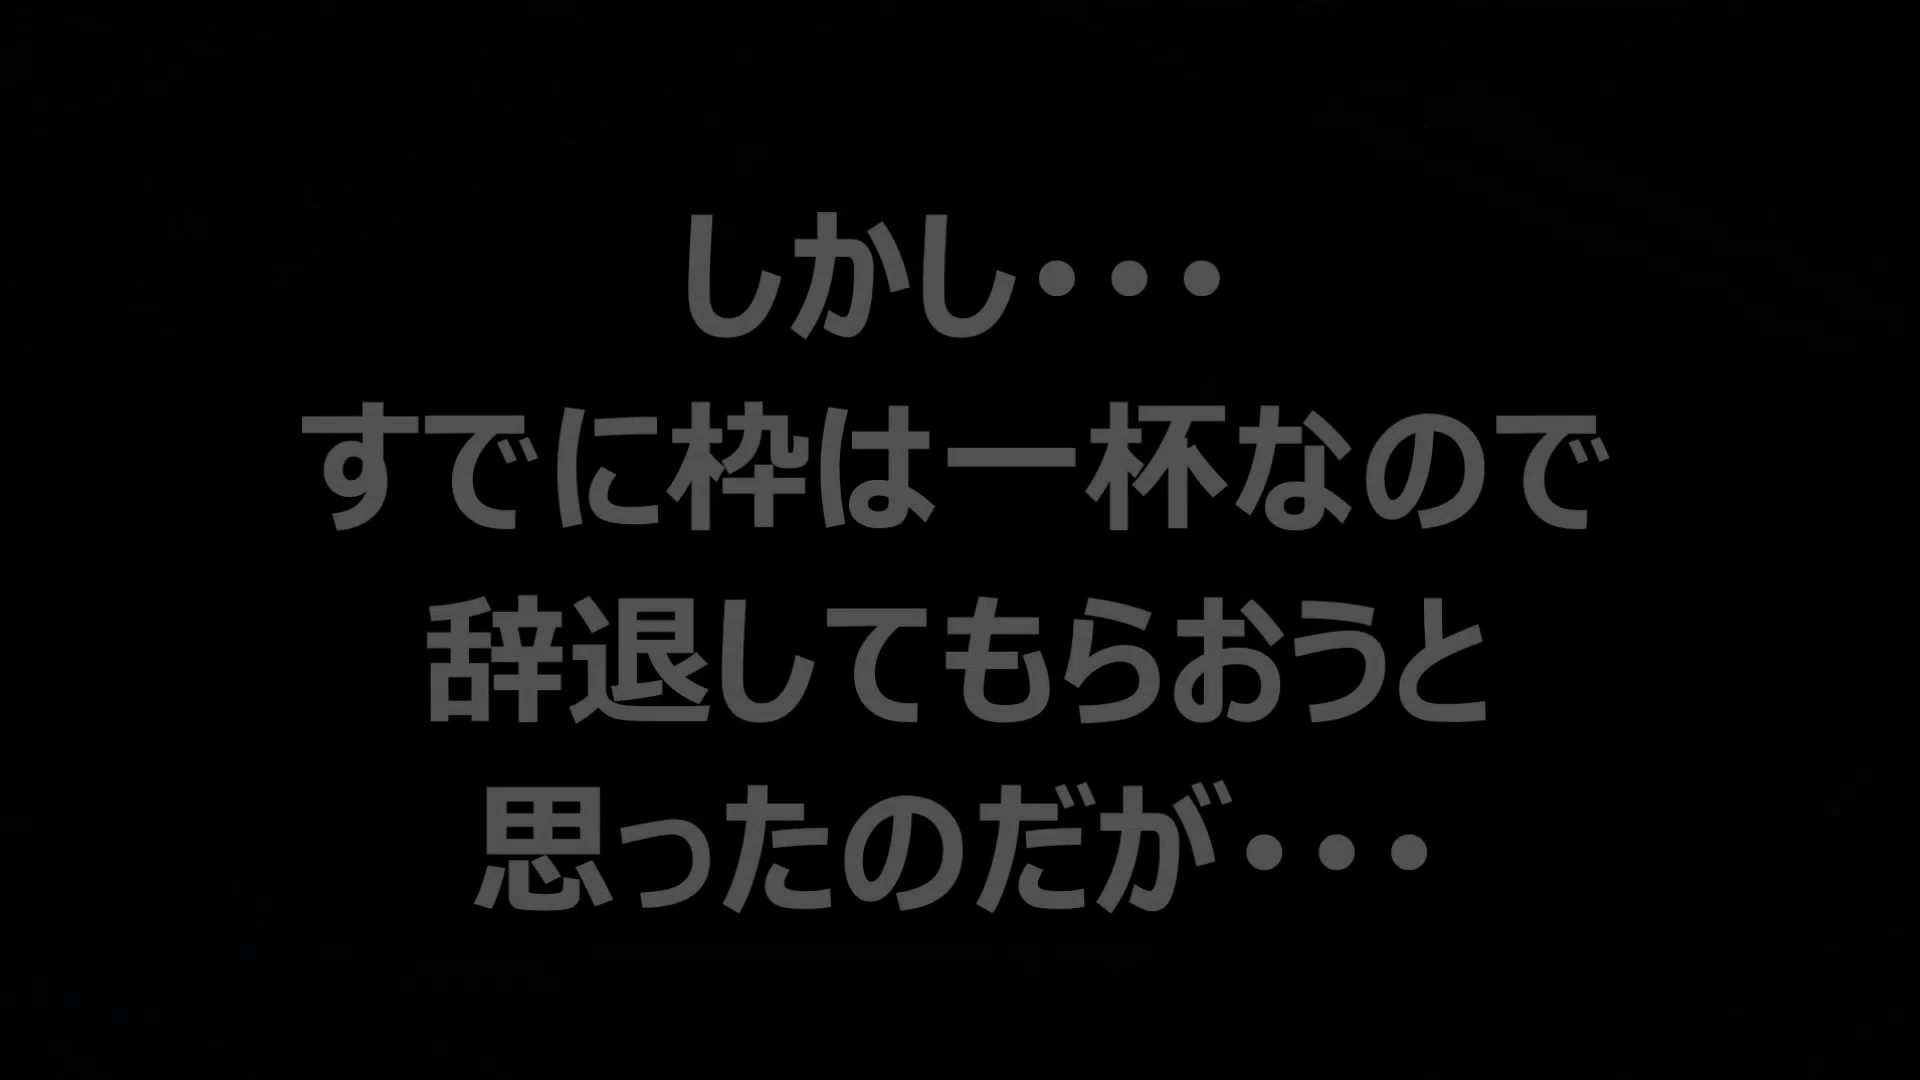 しかし・・・
すでに枠は一杯なので
辞退してもらおうと
思ったのだが・・・